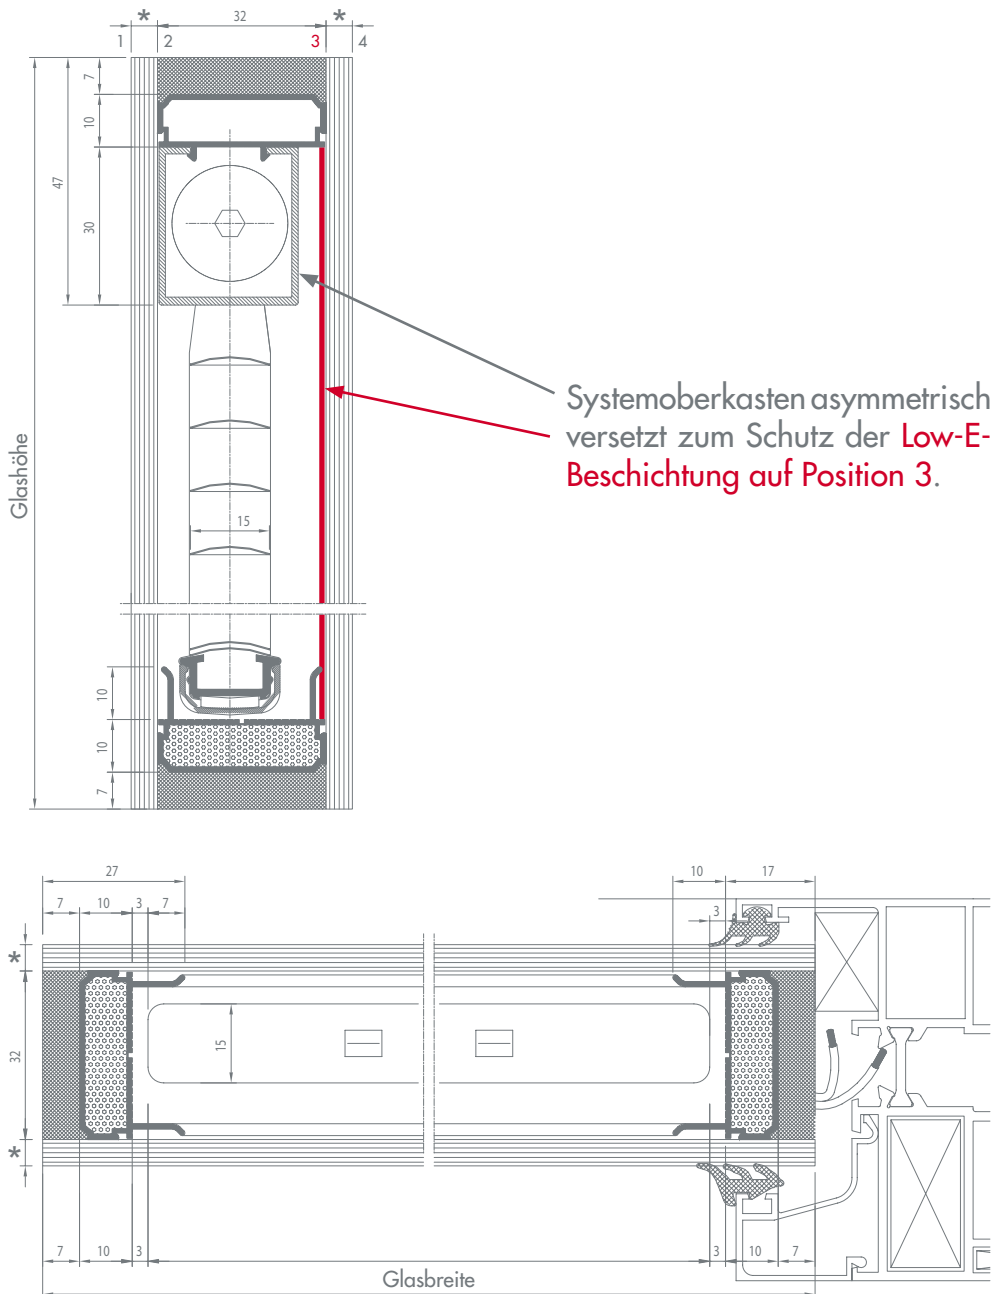 * 32 *
1 2 3 4
7
10
47
30
Systemoberkasten asymmetrisch
versetzt zum Schutz der Low-E-
Beschichtung auf Position 3.
Glashöhe
15
10
10
7
27 10 17
7 10 3 7 3
*
32
15
*
7 10 3 3 10 7
Glasbreite